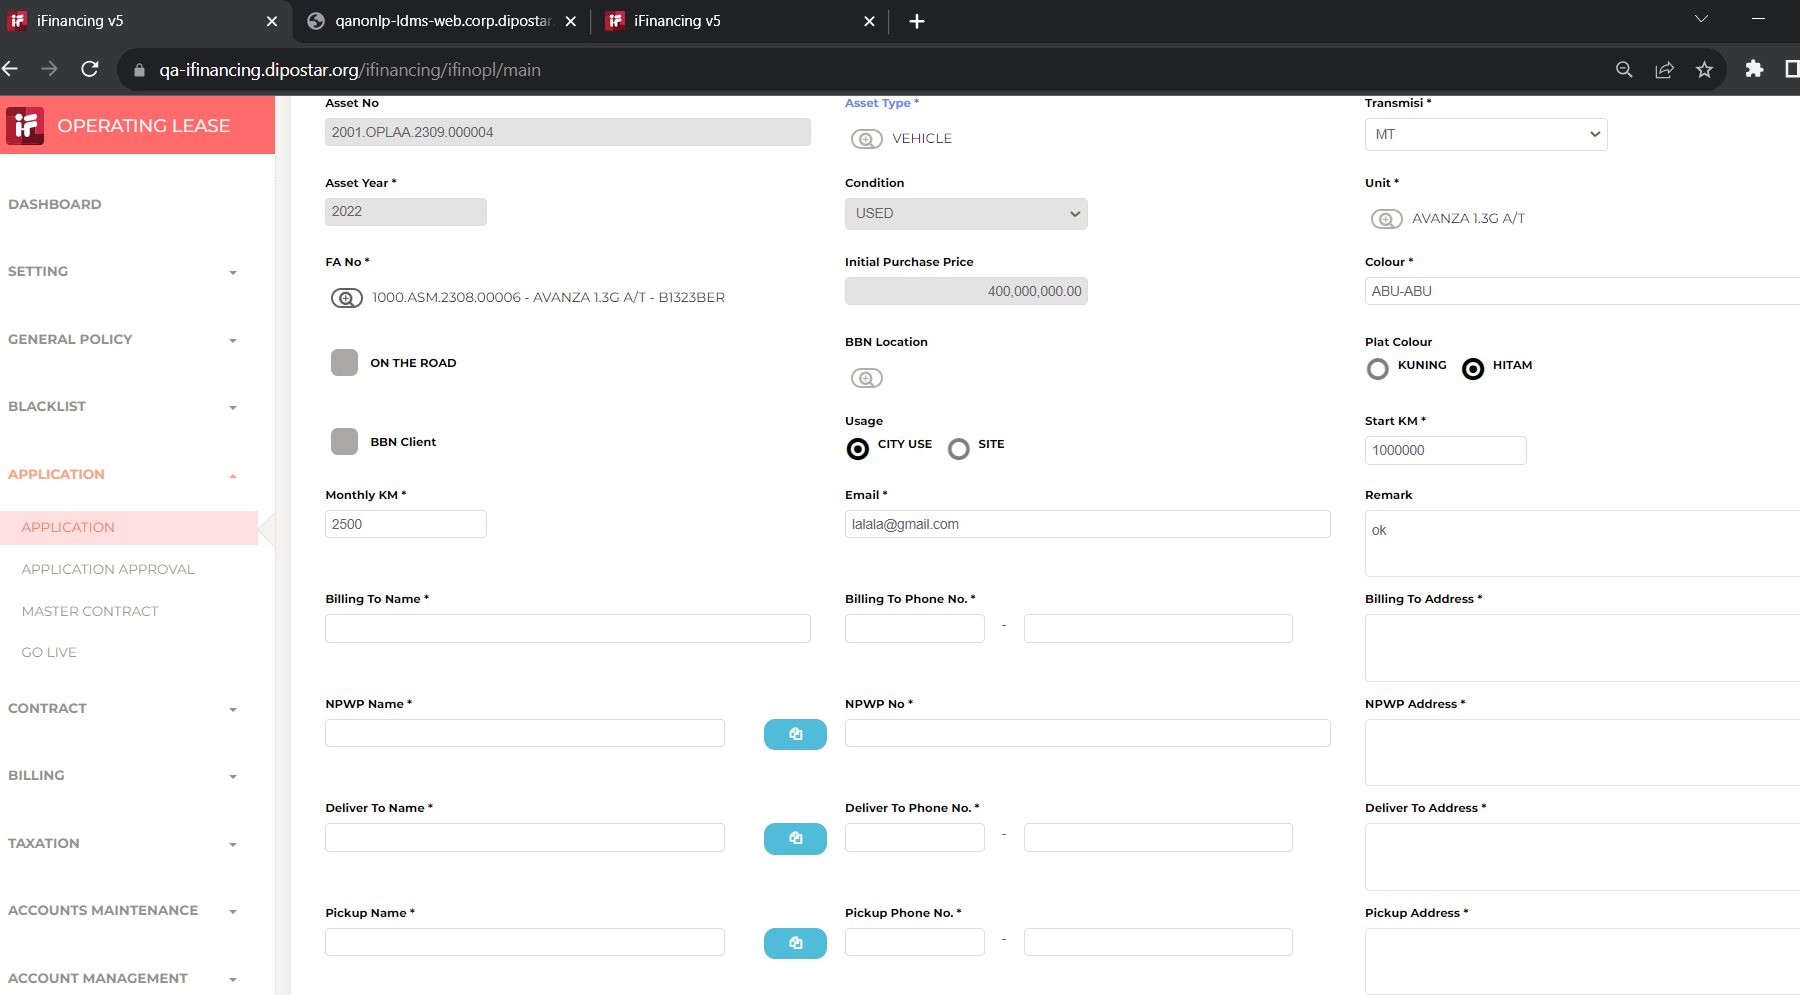 iFinancing v5
qanonlp-ldms-web.corp.dipostar.
iFinancing v5
qa-ifinancing.dipostar.org/ifinancing/ifinopl/main
iF
OPERATING LEASE
DASHBOARD
SETTING
GENERAL POLICY
BLACKLIST
APPLICATION
APPLICATION
APPLICATION APPROVAL
MASTER CONTRACT
GO LIVE
CONTRACT
BILLING
TAXATION
ACCOUNTS MAINTENANCE
ACCOUNT MANAGEMENT
Asset No
Asset Type *
Transmisi *
2001.OPLAA.2309.000004
VEHICLE
MT
Asset Year *
Condition
Unit *
2022
USED
AVANZA 1.3G A/T
FA No *
Initial Purchase Price
Colour *
1000.ASM.2308.00006 - AVANZA 1.3G A/T - B1323BER
400,000,000.00
ABU-ABU
ON THE ROAD
BBN Location
Plat Colour
KUNING
HITAM
BBN Client
Usage
CITY USE
SITE
Start KM *
1000000
Monthly KM *
Email *
Remark
2500
lalala@gmail.com
ok
Billing To Name *
Billing To Phone No. *
Billing To Address *
-
NPWP Name *
NPWP No *
NPWP Address *
Deliver To Name *
Deliver To Phone No. *
Deliver To Address *
-
Pickup Name *
Pickup Phone No. *
Pickup Address *
-